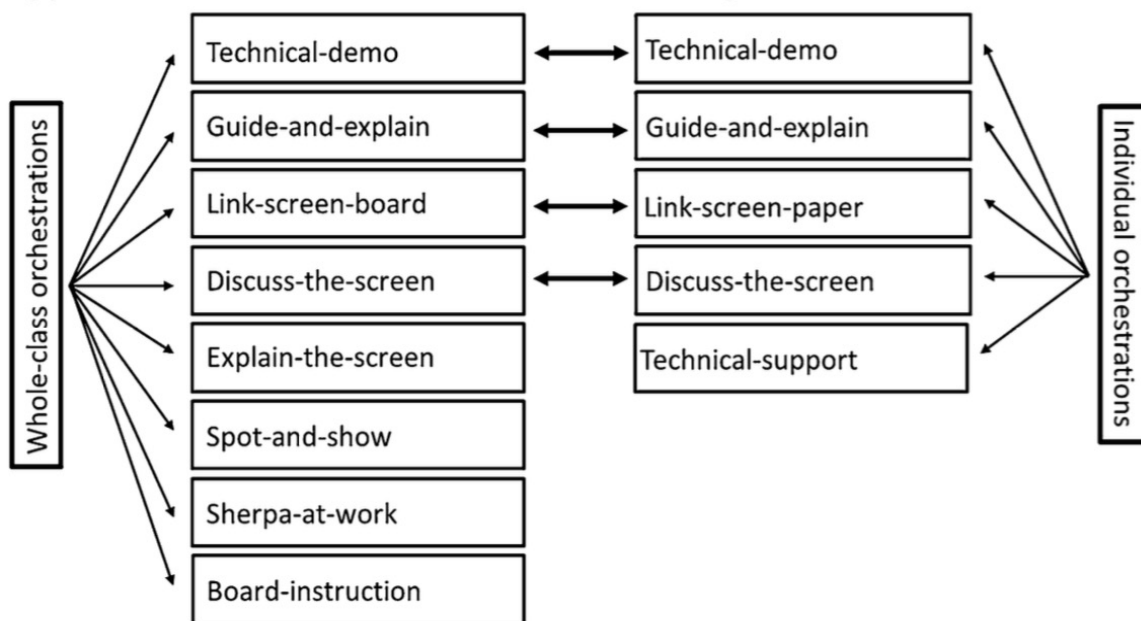 Whole-class orchestrations
Technical-demo
Guide-and-explain
Link-screen-board
Discuss-the-screen
Explain-the-screen
Spot-and-show
Sherpa-at-work
Board-instruction
Technical-demo
Guide-and-explain
Link-screen-paper
Discuss-the-screen
Technical-support
Individual orchestrations